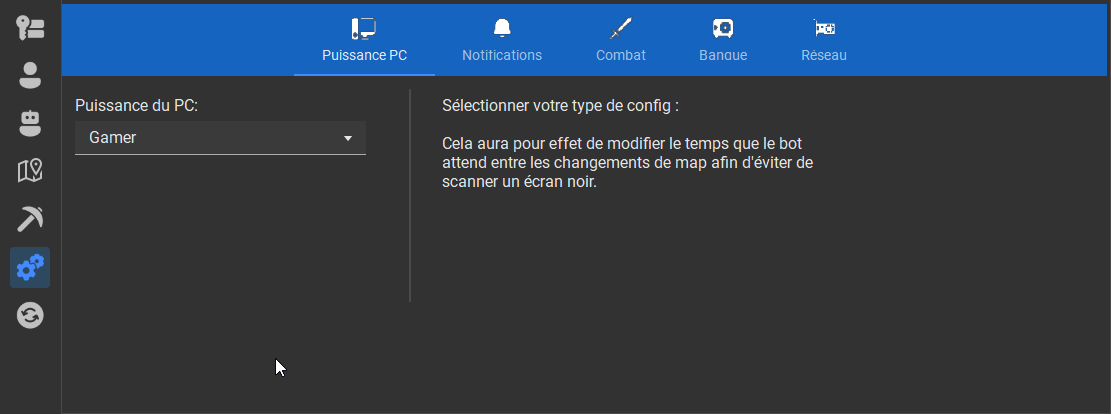 Puissance PC
Notifications
Combat
Banque
Réseau
Puissance du PC:
Gamer
Sélectionner votre type de config :
Cela aura pour effet de modifier le temps que le bot
attend entre les changements de map afin d'éviter de
scanner un écran noir.